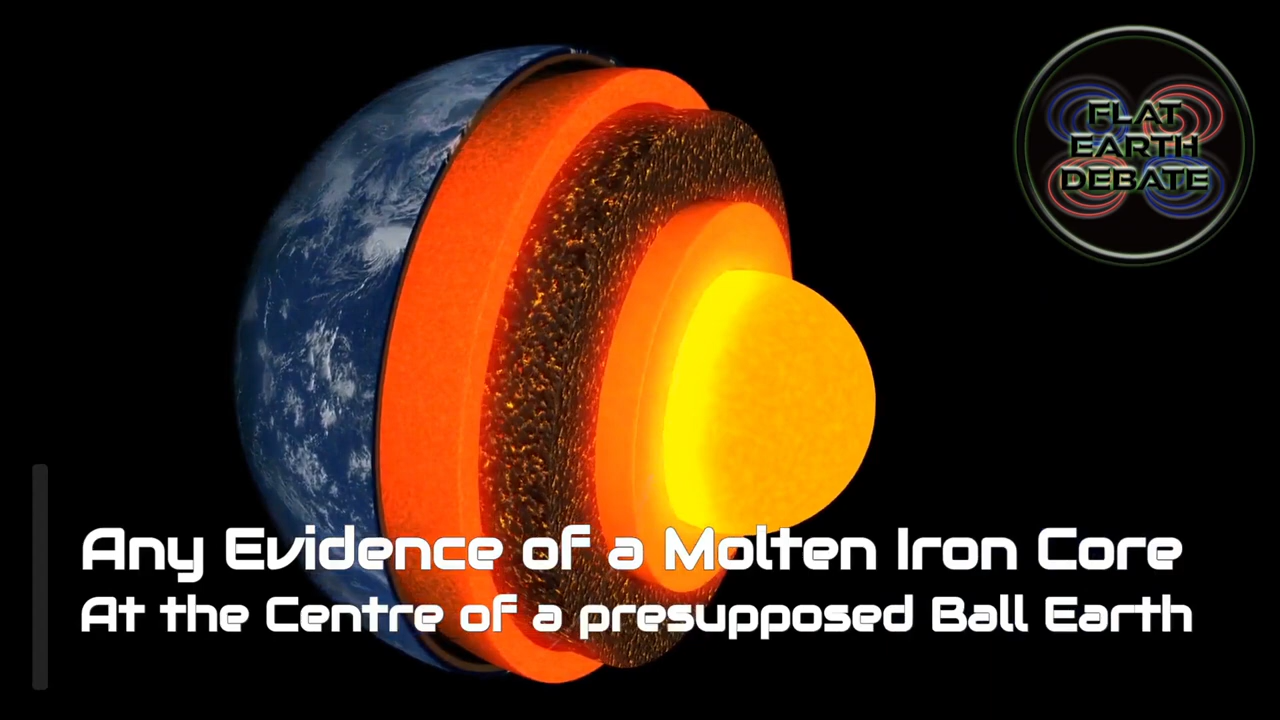 FLAT
EARTH
DEBATE
Any Evidence of a Molten Iron Core
At the Centre of a presupposed Ball Earth